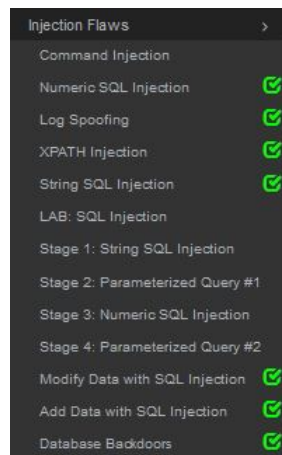 Injection Flaws >
Command Injection
Numeric SQL Injection
Log Spoofing
XPATH Injection
String SQL Injection
LAB: SQL Injection
Stage 1: String SQL Injection
Stage 2: Parameterized Query #1
Stage 3: Numeric SQL Injection
Stage 4: Parameterized Query #2
Modify Data with SQL Injection
Add Data with SQL Injection
Database Backdoors